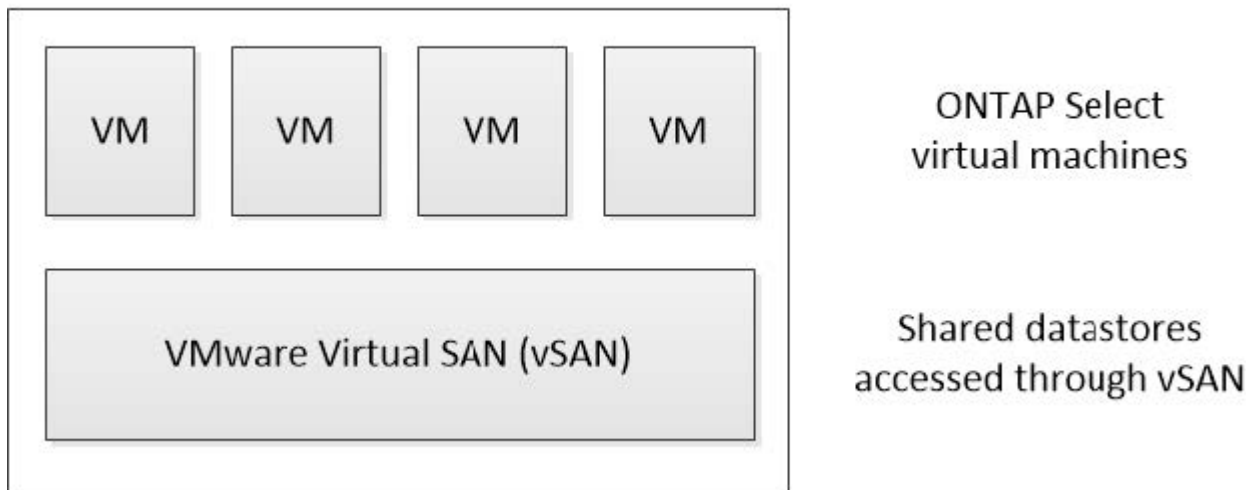 VM
VM
VM
VM
ONTAP Select
virtual machines
VMware Virtual SAN (vSAN)
Shared datastores
accessed through vSAN